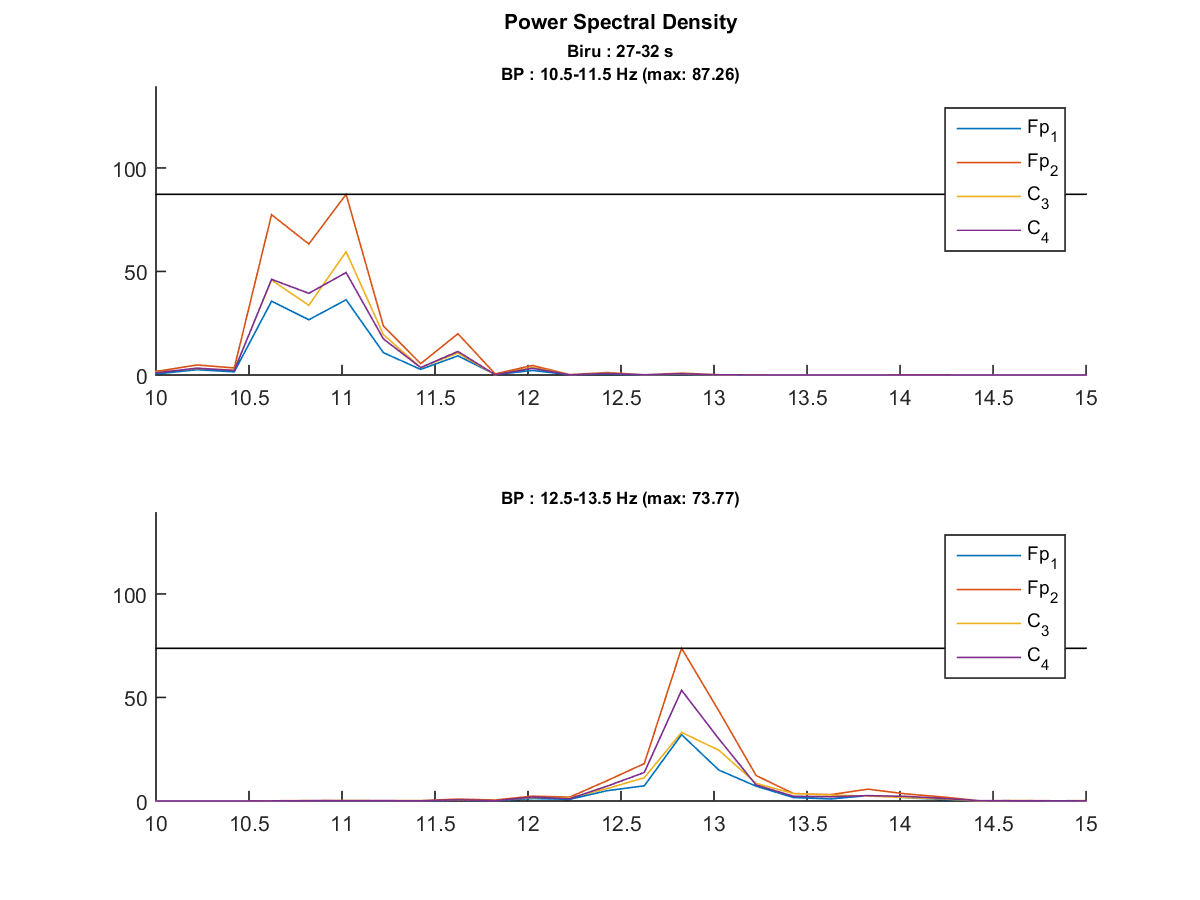 Power Spectral Density
Biru : 27-32 s
BP : 10.5-11.5 Hz (max: 87.26)
Fp1
Fp2
C3
C4
100
50
0
10 10.5 11 11.5 12 12.5 13 13.5 14 14.5 15
BP : 12.5-13.5 Hz (max: 73.77)
Fp1
Fp2
C3
C4
100
50
0
10 10.5 11 11.5 12 12.5 13 13.5 14 14.5 15